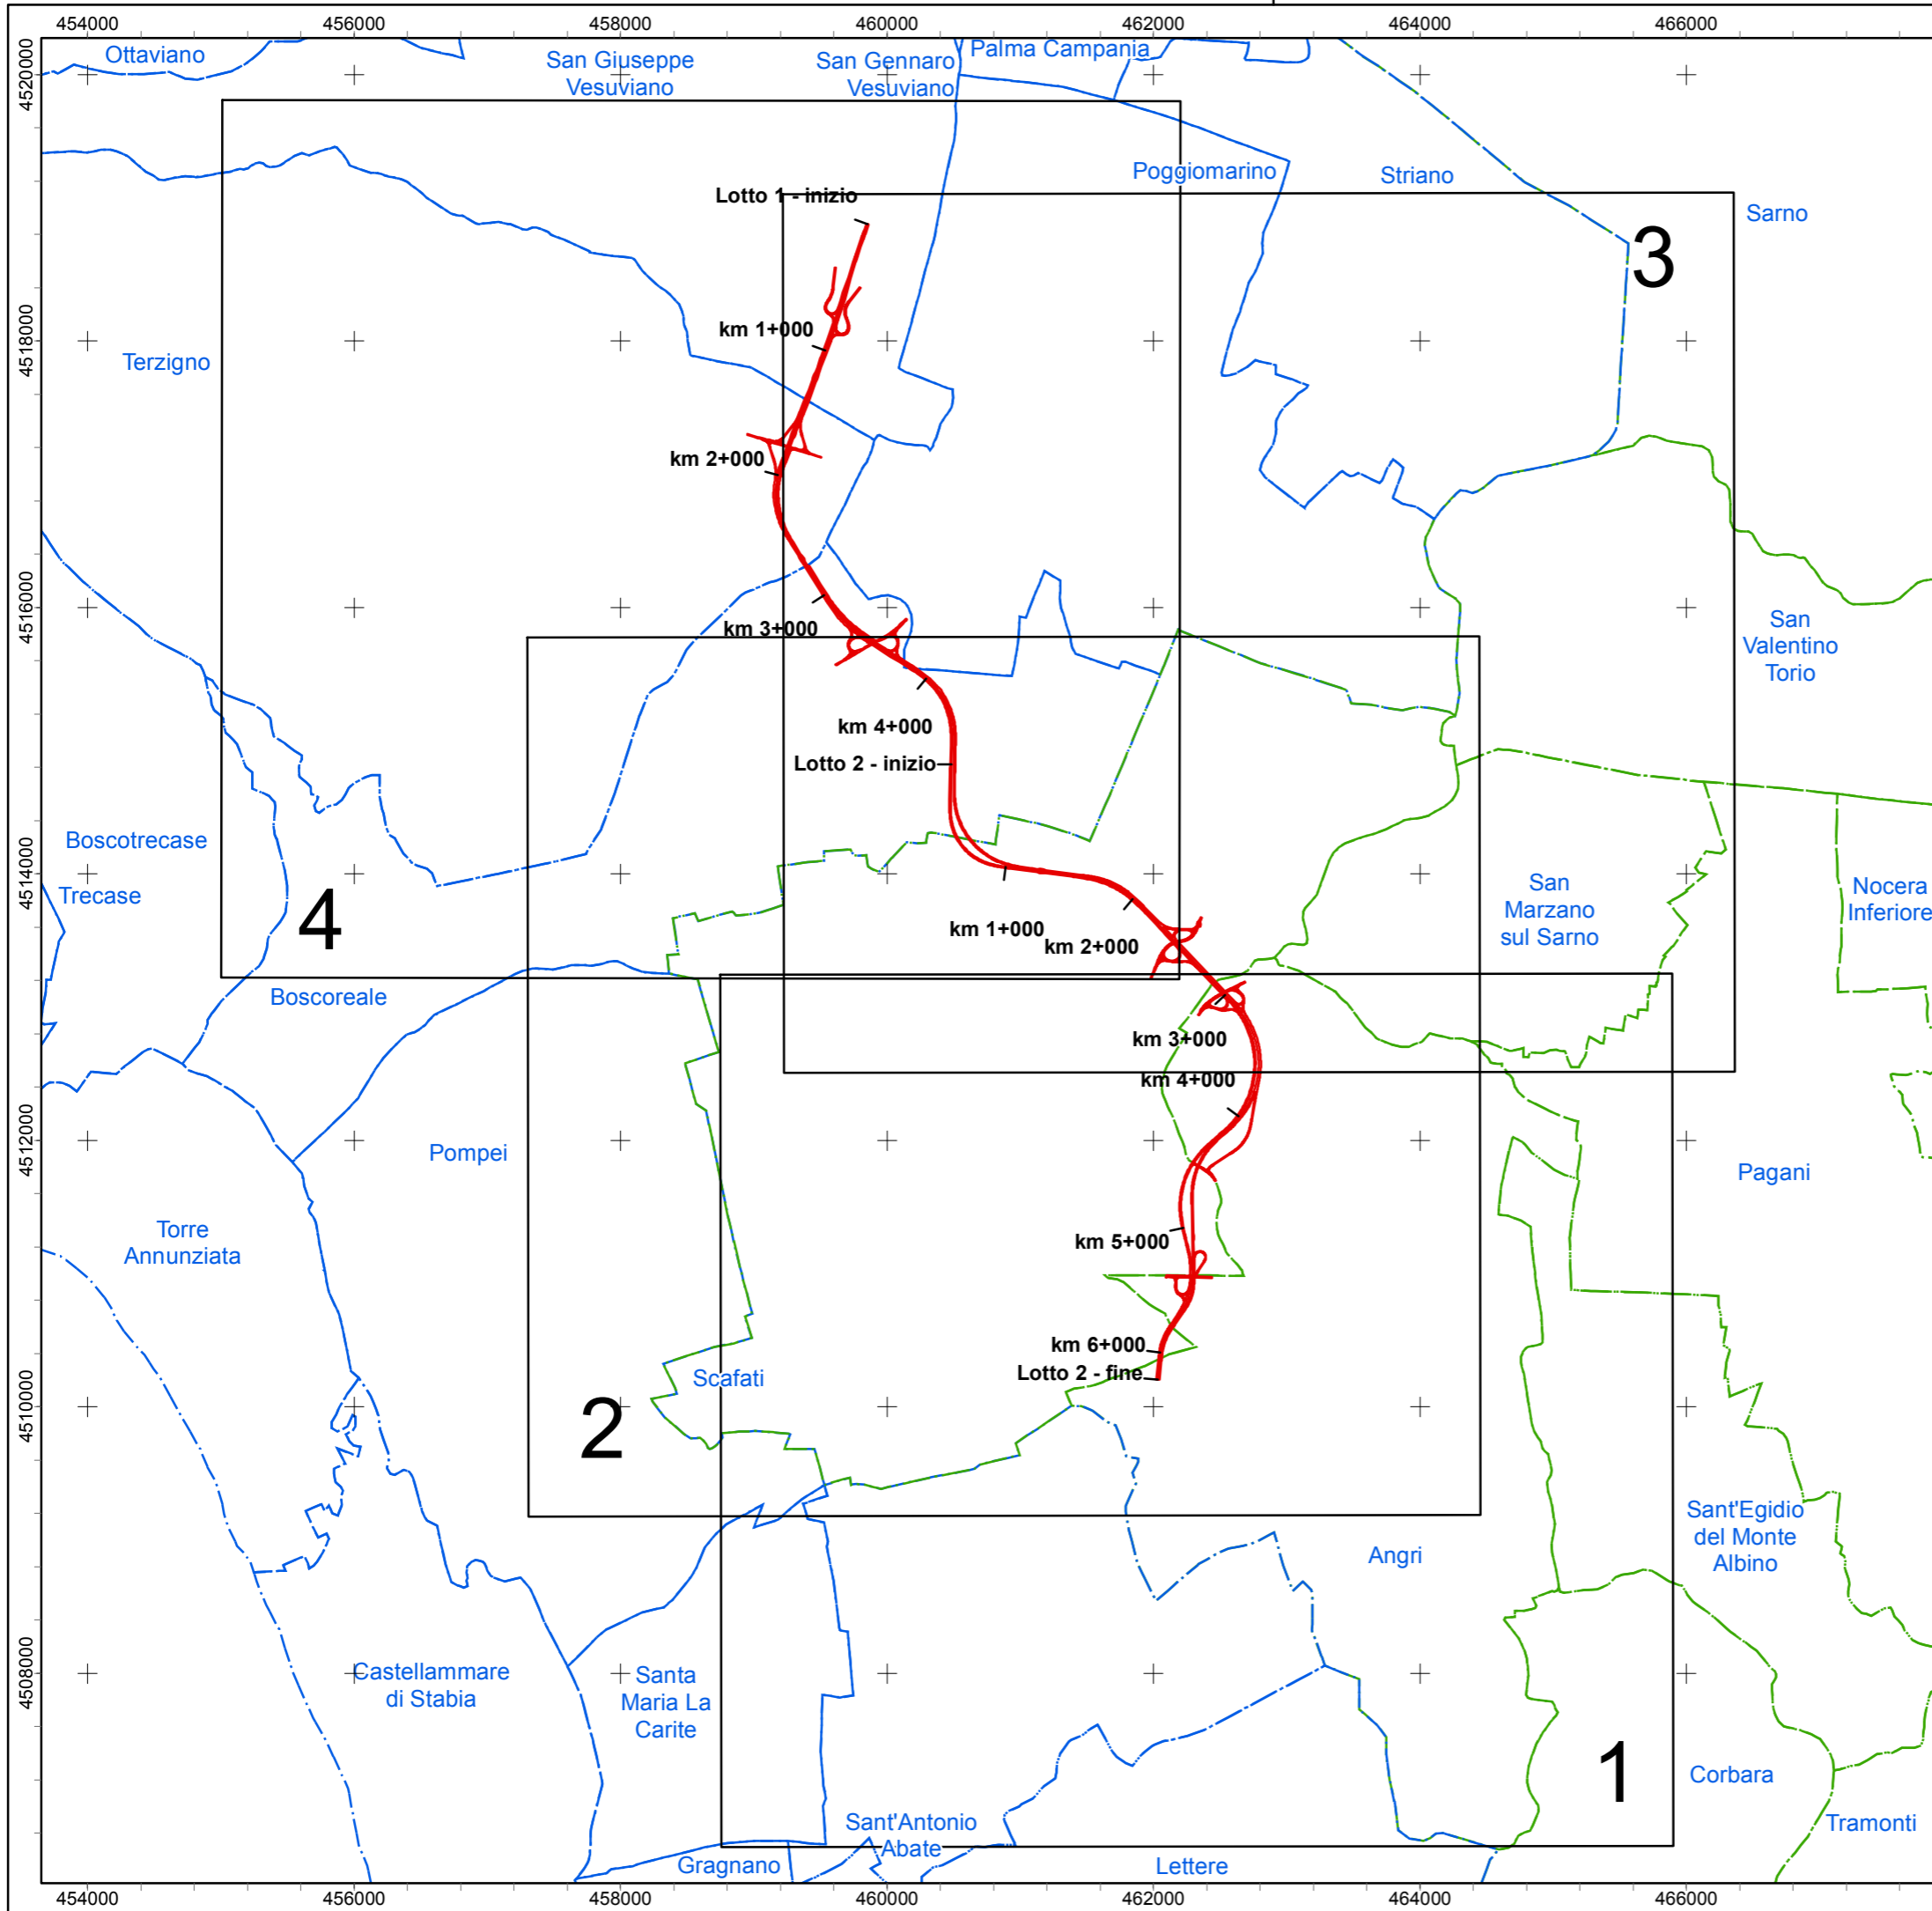 454000
456000
458000
460000
462000
464000
466000
Ottaviano
San Giuseppe
Vesuviano
San Gennaro
Vesuviano
Palma Campania
4520000
Poggiomarino
Striano
Sarno
Lotto 1 - inizio
3
km 1+000
4518000
Terzigno
km 2+000
4516000
km 3+000
San
Valentino
Torio
km 4+000
Lotto 2 - inizio
Boscotrecase
Trecase
4514000
4
San
Marzano
sul Sarno
Nocera
Inferiore
km 1+000
km 2+000
Boscoreale
km 3+000
km 4+000
4512000
Pompei
Pagani
Torre
Annunziata
km 5+000
km 6+000
Lotto 2 - fine
Scafati
4510000
2
Sant'Egidio
del Monte
Albino
Angri
4508000
Castellammare
di Stabia
Santa
Maria La
Carite
1
Corbara
Sant'Antonio
Abate
Tramonti
Gragnano
Lettere
454000
456000
458000
460000
462000
464000
466000